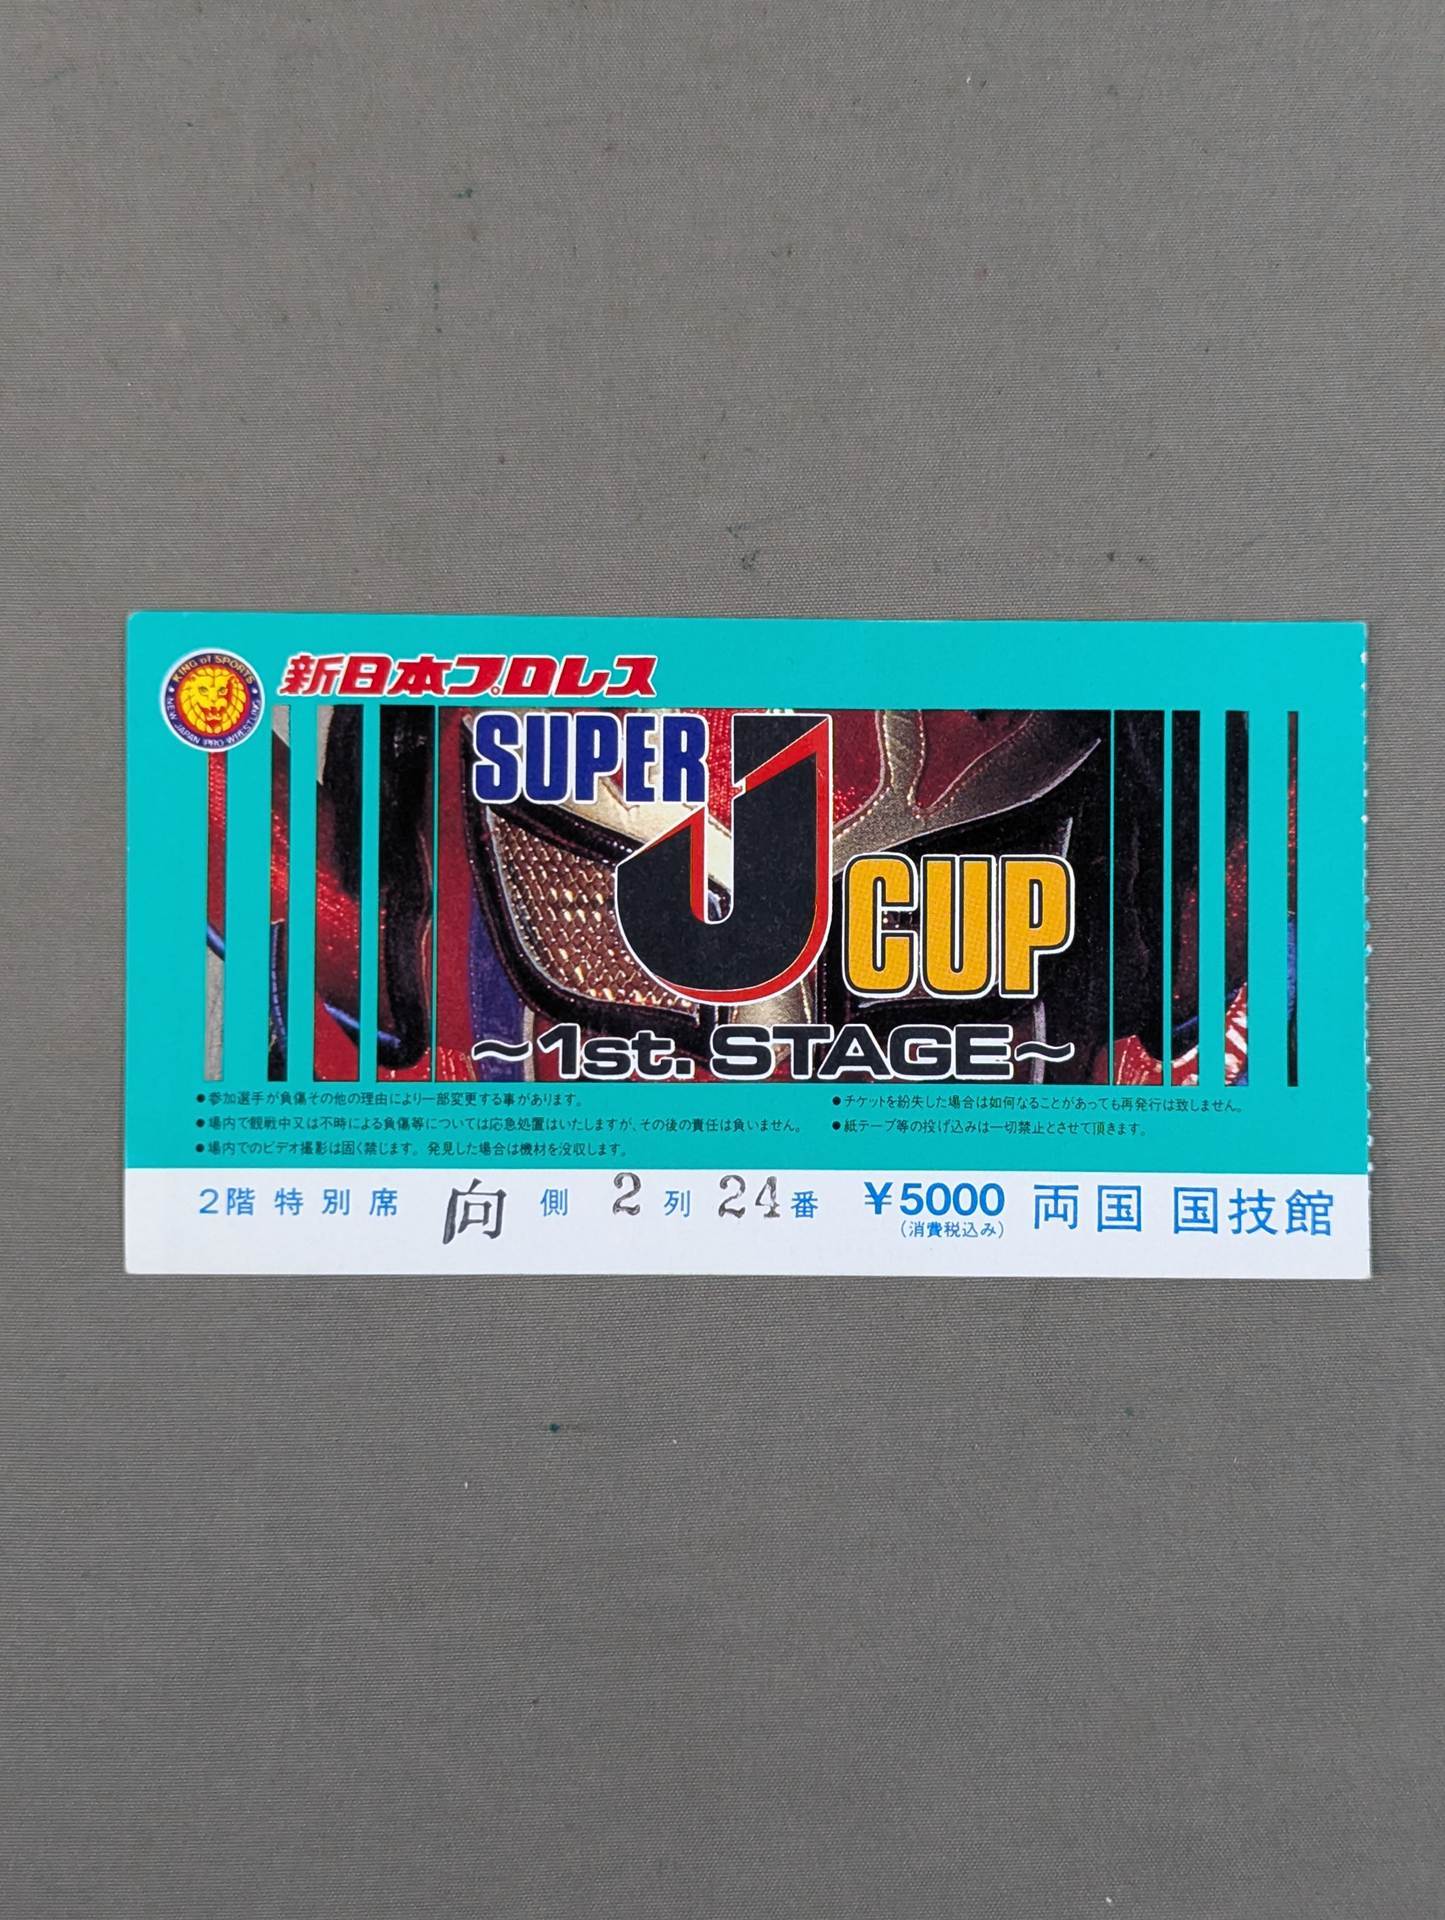 KING of SPORTS
NEW JAPAN PRO WRESTLING
新日本プロレス
SUPER J CUP
~1st. STAGE~
●参加選手が負傷その他の理由により一部変更する事があります。
●場内で観戦中又は不時による負傷等については応急処置はいたしますが、その後の責任は負いません。
●場内でのビデオ撮影は固く禁じます。発見した場合は機材を没収します。
●チケットを紛失した場合は如何なることがあっても再発行は致しません。
●紙テープ等の投げ込みは一切禁止とさせて頂きます。
2階特別席 向 側 2 列 24 番 ¥5000 両国 国技館
(消費税込み)